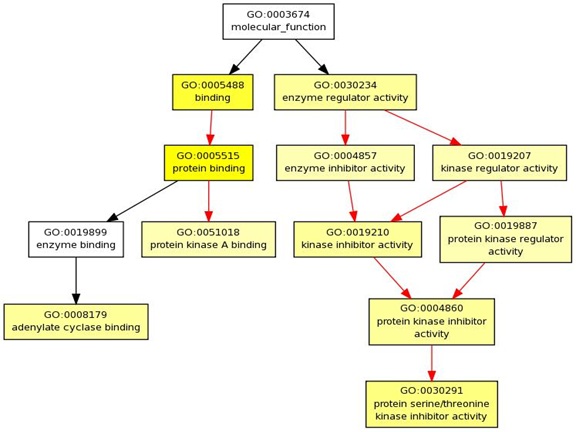 GO:0003674
molecular_function
GO:0005488
binding
GO:0030234
enzyme regulator activity
GO:0005515
protein binding
GO:0004857
enzyme inhibitor activity
GO:0019207
kinase regulator activity
GO:0019899
enzyme binding
GO:0051018
protein kinase A binding
GO:0019210
kinase inhibitor activity
GO:0019887
protein kinase regulator
activity
GO:0008179
adenylate cyclase binding
GO:0004860
protein kinase inhibitor
activity
GO:0030291
protein serine/threonine
kinase inhibitor activity